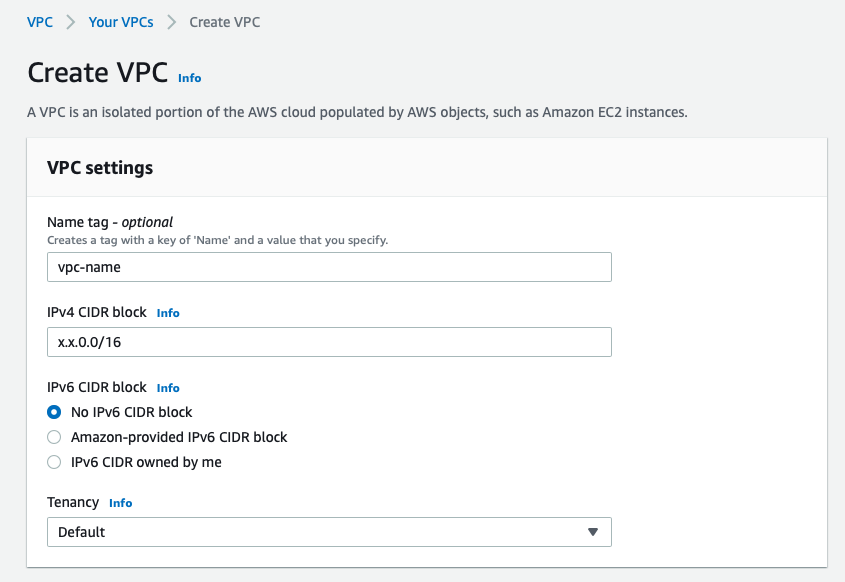 VPC > Your VPCs > Create VPC
Create VPC Info
A VPC is an isolated portion of the AWS cloud populated by AWS objects, such as Amazon EC2 instances.
VPC settings
Name tag - optional
Creates a tag with a key of 'Name' and a value that you specify.
vpc-name
IPv4 CIDR block Info
x.x.0.0/16
IPv6 CIDR block Info
No IPv6 CIDR block
Amazon-provided IPv6 CIDR block
IPv6 CIDR owned by me
Tenancy Info
Default